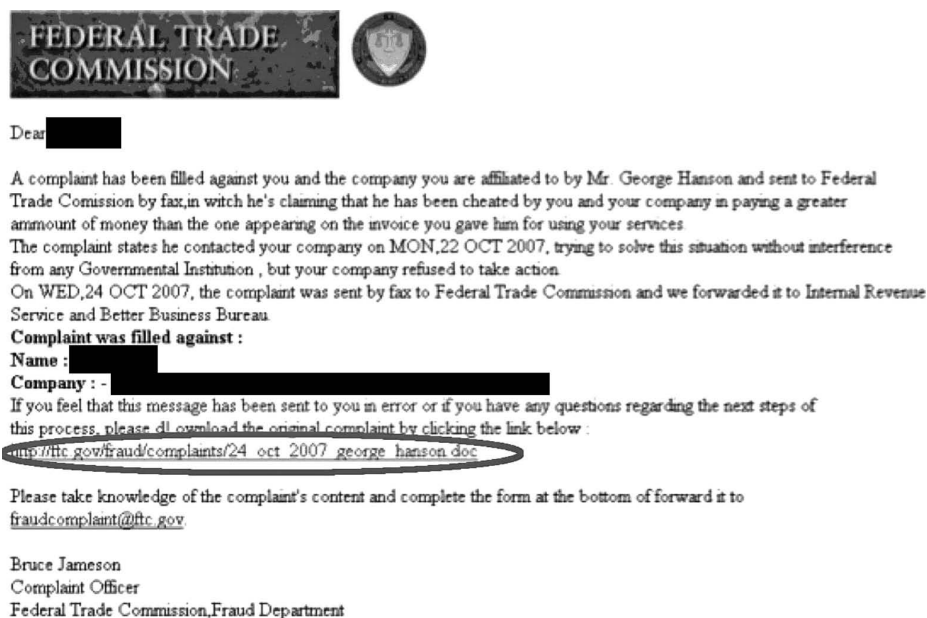 FEDERAL TRADE
COMMISSION
Dear
A complaint has been filled against you and the company you are affiliated to by Mr. George Hanson and sent to Federal
Trade Comission by fax,in witch he's claiming that he has been cheated by you and your company in paying a greater
ammount of money than the one appearing on the invoice you gave him for using your services.
The complaint states he contacted your company on MON,22 OCT 2007, trying to solve this situation without interference
from any Governmental Institution , but your company refused to take action.
On WED,24 OCT 2007, the complaint was sent by fax to Federal Trade Commission and we forwarded it to Internal Revenue
Service and Better Business Bureau.
Complaint was filled against :
Name :
Company : -
If you feel that this message has been sent to you in error or if you have any questions regarding the next steps of
this process, please d! ownload the original complaint by clicking the link below :
http://ftc.gov/fraud/complaints/24_oct_2007_george_hanson.doc
Please take knowledge of the complaint's content and complete the form at the bottom of forward it to
fraudcomplaint@ftc.gov.
Bruce Jameson
Complaint Officer
Federal Trade Commission,Fraud Department